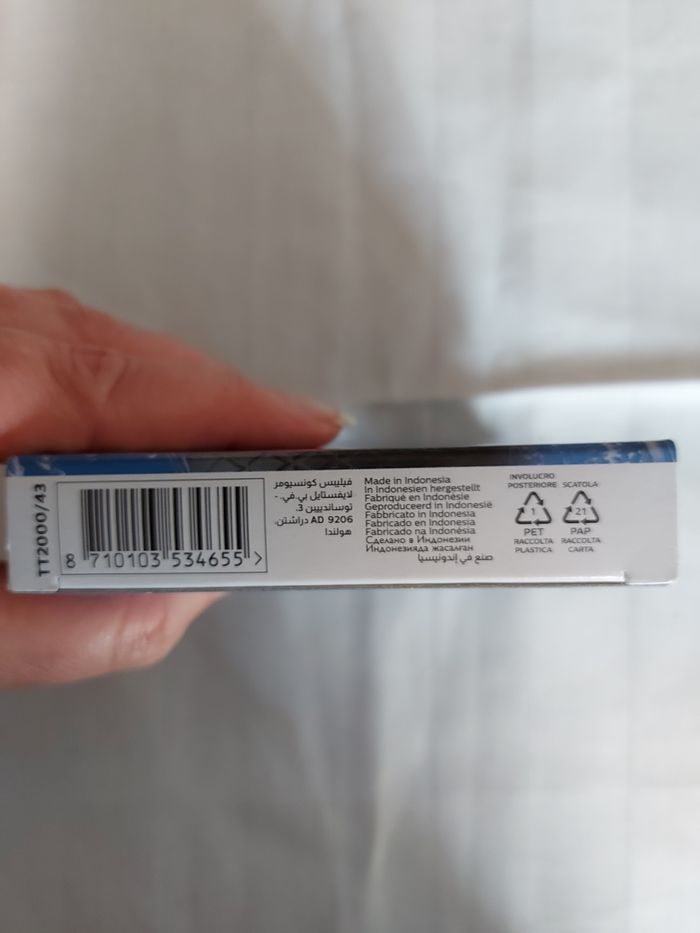 TT2000/43
8 710103 534655 >
فيليبس كونسيومر
لايفستايل بي.في. -
توساندييبن 3.
9206 AD دراشتن،
هولندا
Made in Indonesia
In Indonesien hergestellt
Fabriqué en Indonésie
Geproduceerd in Indonesië
Fabbricato in Indonesia
Fabricado en Indonesia
Fabricado na Indonésia
Сделано в Индонезии
Индонезияда жасалған
صنع في إندونيسيا
INVOLUCRO
POSTERIORE
1
PET
RACCOLTA
PLASTICA
SCATOLA
21
PAP
RACCOLTA
CARTA